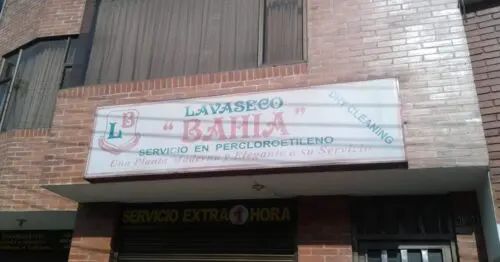 LB
LAVASECO
"BAHIA"
DRY CLEANING
SERVICIO EN PERCLOROETILENO
Una Planta Moderna y Elegante a su Servicio
SERVICIO EXTRA 1 HORA